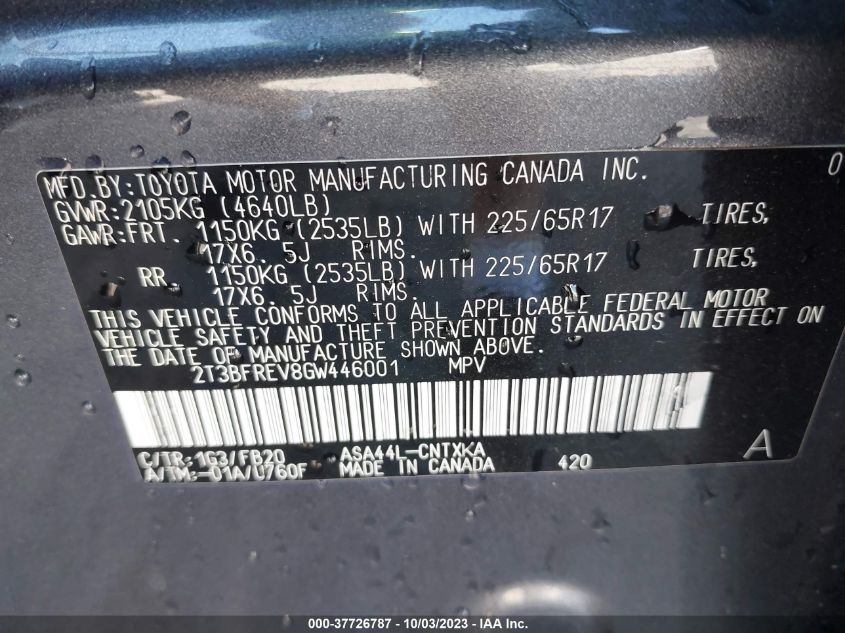 MFD. BY: TOYOTA MOTOR MANUFACTURING CANADA INC. 0
GVWR: 2105KG (4640LB)
GAWR: FRT. 1150KG (2535LB) WITH 225/65R17 TIRES,
17X6. 5J RIMS.
RR. 1150KG (2535LB) WITH 225/65R17 TIRES,
17X6. 5J RIMS.
THIS VEHICLE CONFORMS TO ALL APPLICABLE FEDERAL MOTOR
VEHICLE SAFETY AND THEFT PREVENTION STANDARDS IN EFFECT ON
THE DATE OF MANUFACTURE SHOWN ABOVE.
2T3BFREV8GW446001 MPV
C/TR: 1G3/FB20 ASA44L-CNTXKA A
A/TM: -01A/U760F MADE IN CANADA 420
000-37726787 - 10/03/2023 - IAA Inc.